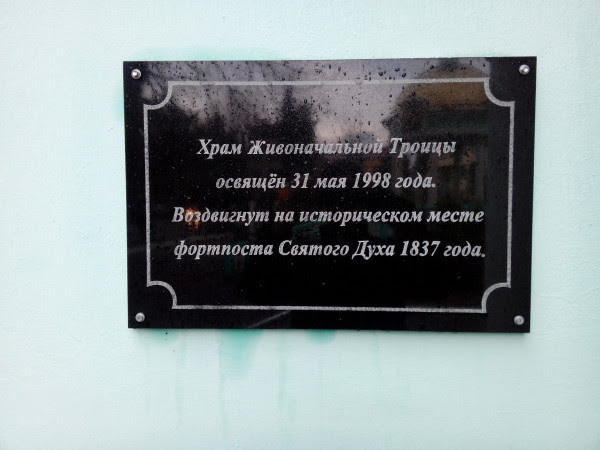 Храм Живоначальной Троицы
освящён 31 мая 1998 года.
Воздвигнут на историческом месте
фортпоста Святого Духа 1837 года.